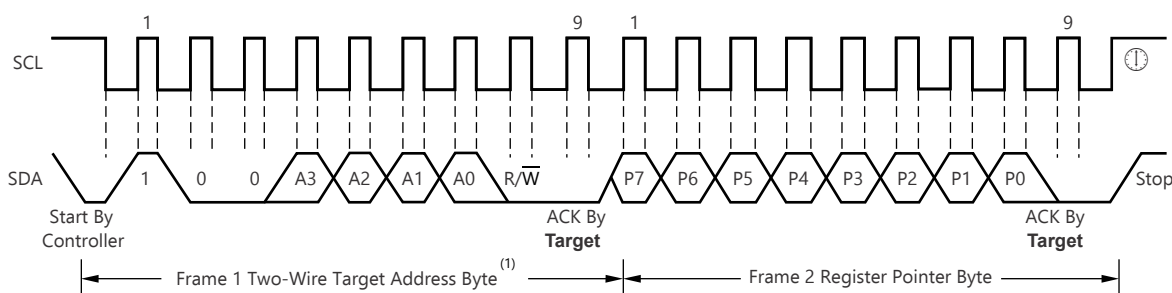 1 9 1 9
SCL
SDA 1 0 0 A3 A2 A1 A0 R/W P7 P6 P5 P4 P3 P2 P1 P0 Stop
Start By ACK By ACK By
Controller Target Target
Frame 1 Two-Wire Target Address Byte (1) Frame 2 Register Pointer Byte